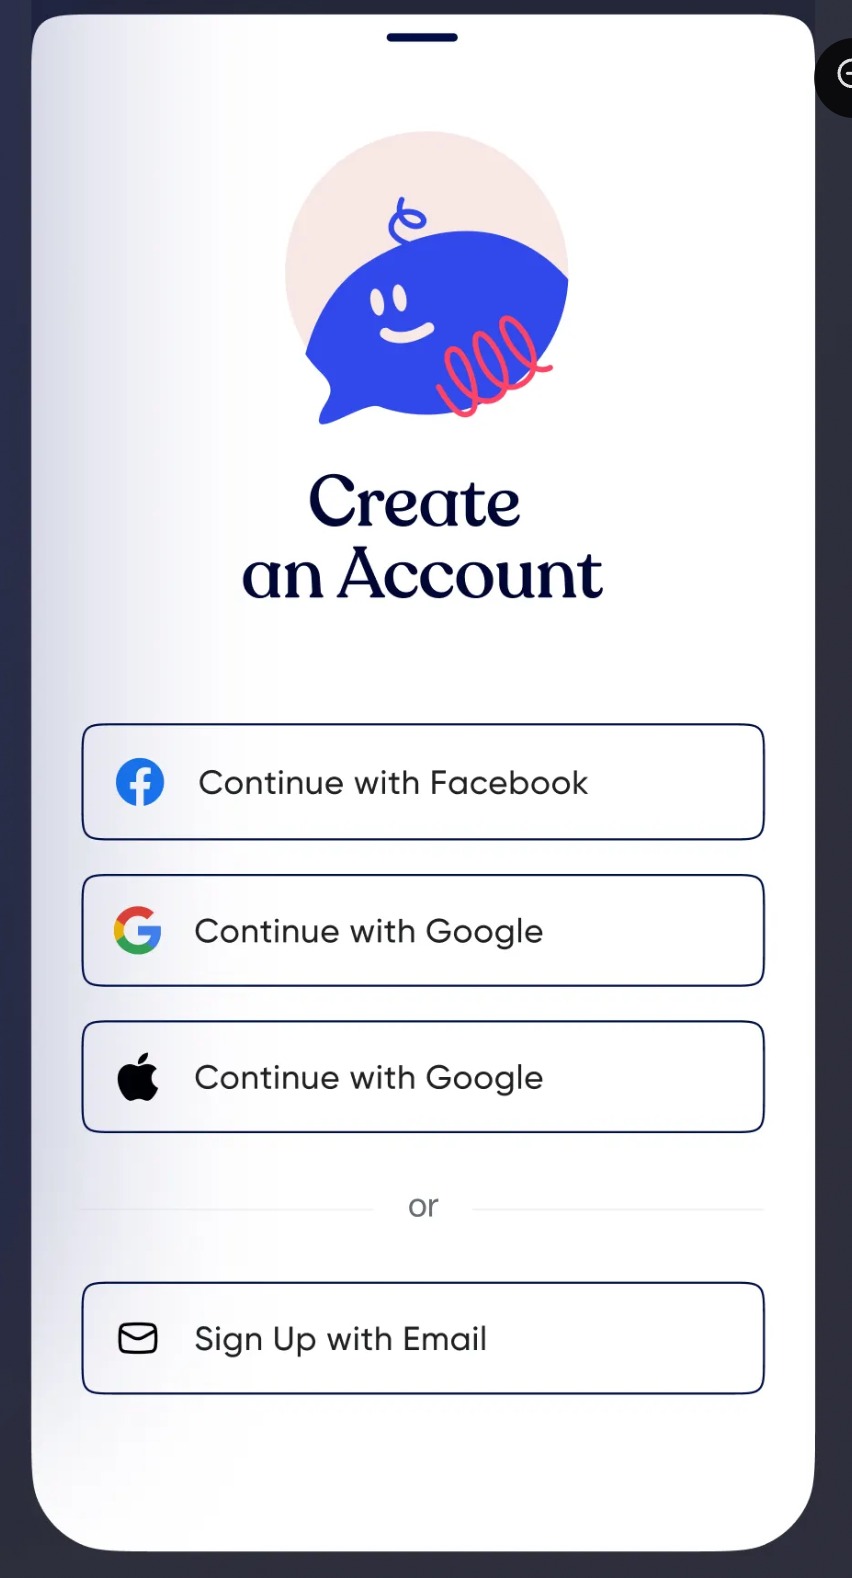 Create
an Account
Continue with Facebook
Continue with Google
Continue with Google
or
Sign Up with Email